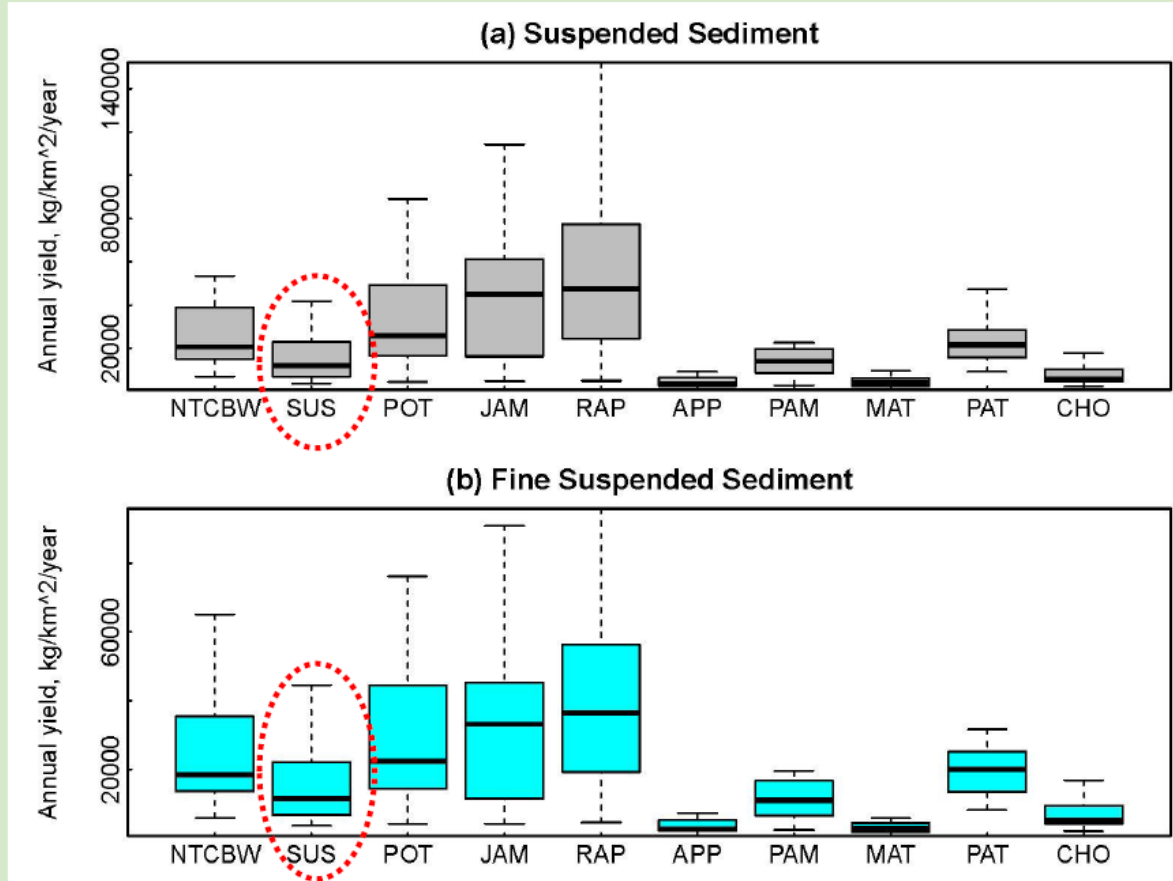 (a) Suspended Sediment
Annual yield, kg/km^2/year
140000
80000
20000
NTCBW SUS POT JAM RAP APP PAM MAT PAT CHO
(b) Fine Suspended Sediment
Annual yield, kg/km^2/year
60000
20000
NTCBW SUS POT JAM RAP APP PAM MAT PAT CHO